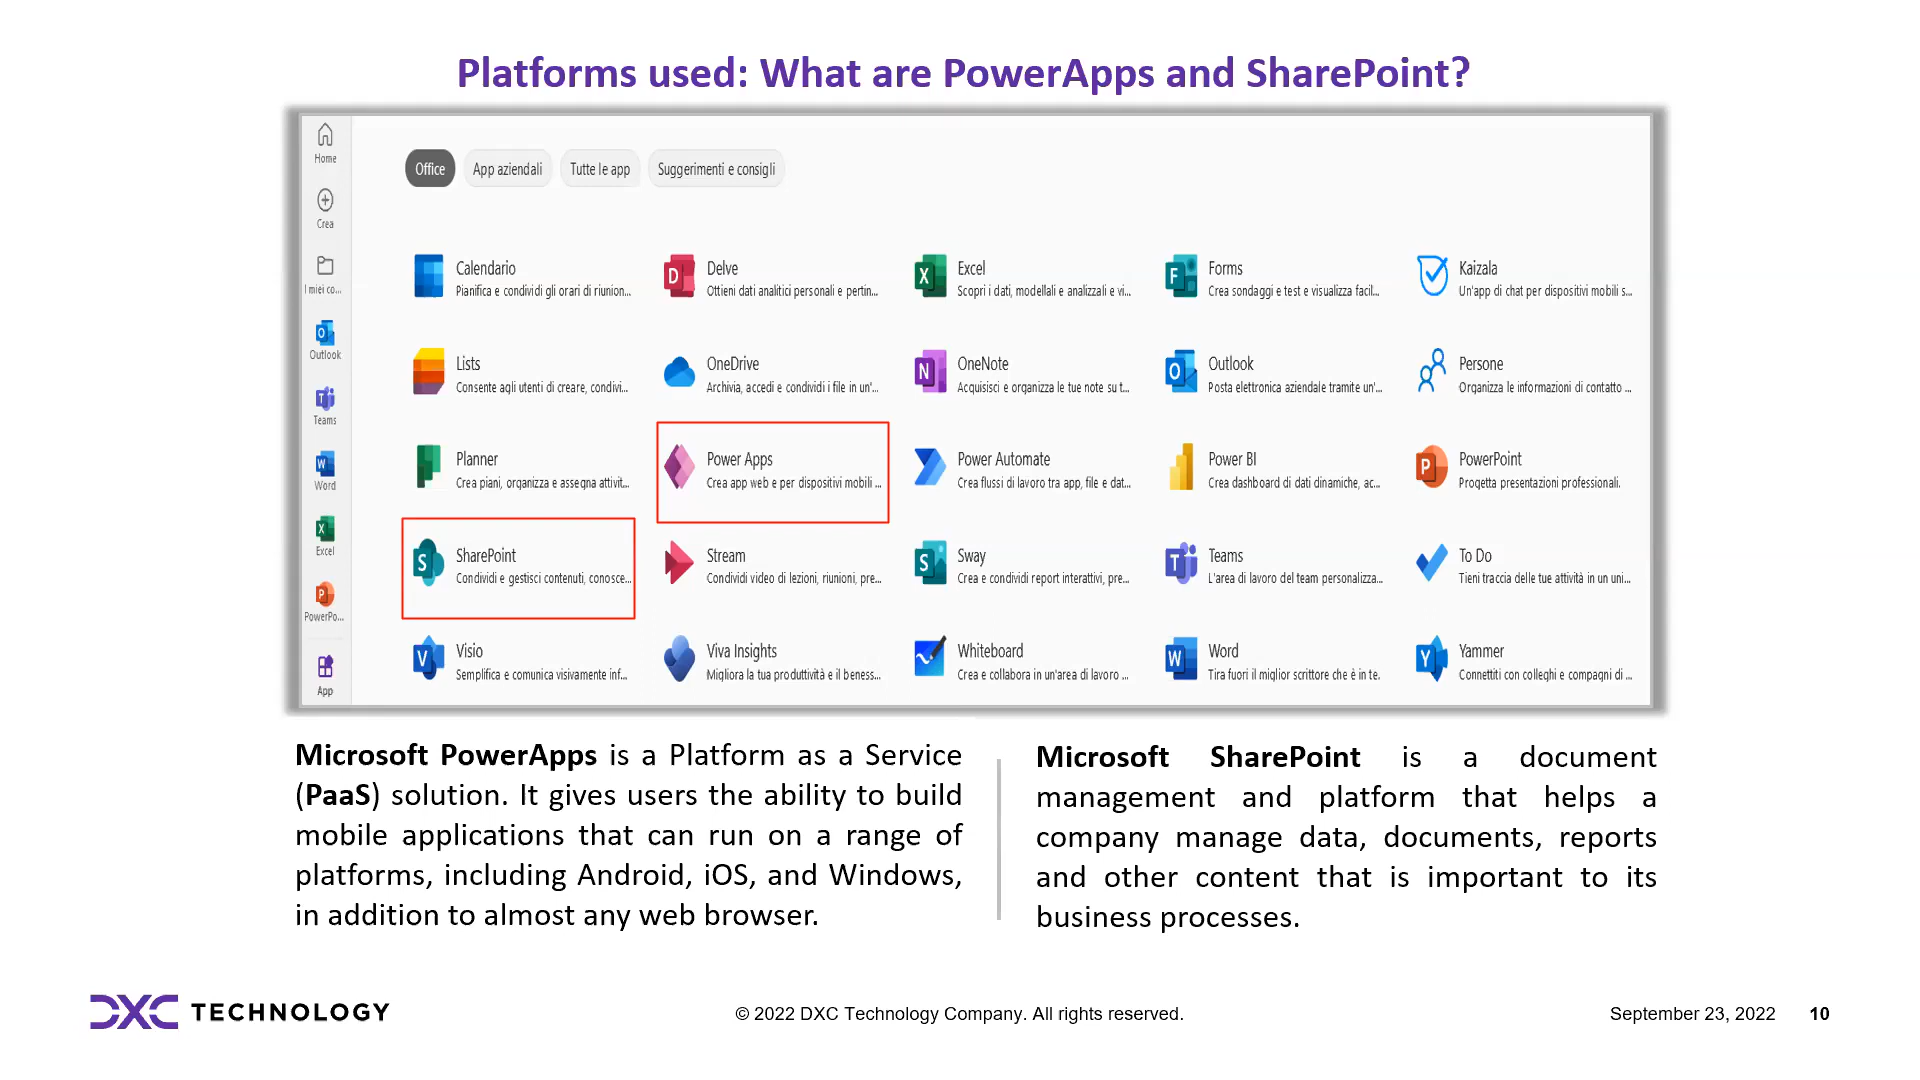 Platforms used: What are PowerApps and SharePoint?
Home
Crea
I miei co...
Outlook
Teams
Word
Excel
PowerPo...
App
Office App aziendali Tutte le app Suggerimenti e consigli
Calendario Delve Excel Forms Kaizala
Pianifica e condividi gli orari di riunion... Ottieni dati analitici personali e pertin... Scopri i dati, modellali e analizzali e vi... Crea sondaggi e test e visualizza facil... Un'app di chat per dispositivi mobili s...
Lists OneDrive OneNote Outlook Persone
Consente agli utenti di creare, condivi... Archivia, accedi e condividi i file in un'... Acquisisci e organizza le tue note su t... Posta elettronica aziendale tramite un'... Organizza le informazioni di contatto ...
Planner Power Apps Power Automate Power BI PowerPoint
Crea piani, organizza e assegna attivit... Crea app web e per dispositivi mobili ... Crea flussi di lavoro tra app, file e dat... Crea dashboard di dati dinamiche, ac... Progetta presentazioni professionali.
SharePoint Stream Sway Teams To Do
Condividi e gestisci contenuti, conosce... Condividi video di lezioni, riunioni, pre... Crea e condividi report interattivi, pre... L'area di lavoro del team personalizza... Tieni traccia delle tue attività in un uni...
Visio Viva Insights Whiteboard Word Yammer
Semplifica e comunica visivamente inf... Migliora la tua produttività e il beness... Crea e collabora in un'area di lavoro ... Tira fuori il miglior scrittore che è in te. Connettiti con colleghi e compagni di ...
Microsoft PowerApps is a Platform as a Service
(PaaS) solution. It gives users the ability to build
mobile applications that can run on a range of
platforms, including Android, iOS, and Windows,
in addition to almost any web browser.
Microsoft SharePoint is a document
management and platform that helps a
company manage data, documents, reports
and other content that is important to its
business processes.
DXC TECHNOLOGY
© 2022 DXC Technology Company. All rights reserved.
September 23, 2022 10